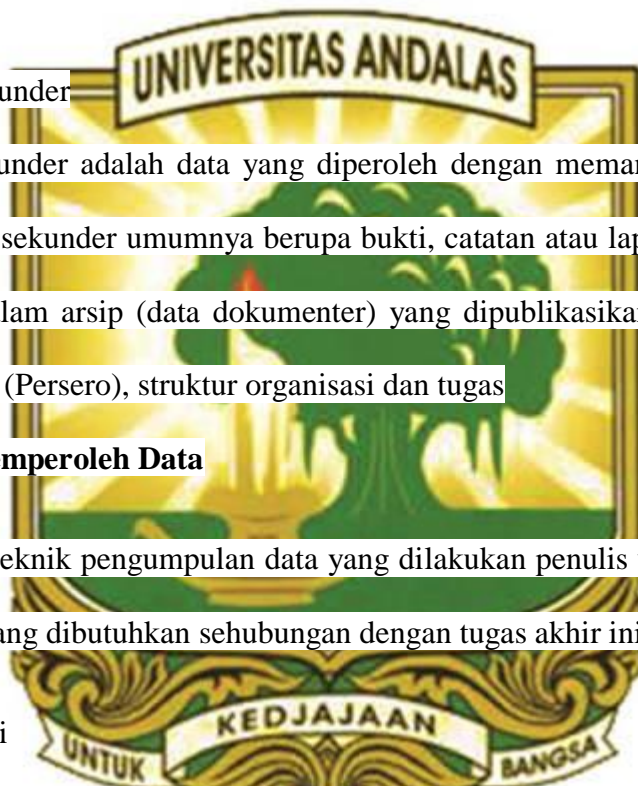 UNIVERSITAS ANDALAS
under
under adalah data yang diperoleh dengan meman
sekunder umumnya berupa bukti, catatan atau lap
lam arsip (data dokumenter) yang dipublikasikan
(Persero), struktur organisasi dan tugas
emperoleh Data
eknik pengumpulan data yang dilakukan penulis
ang dibutuhkan sehubungan dengan tugas akhir ini
i
UNTUK KEDJAJAAN BANGSA